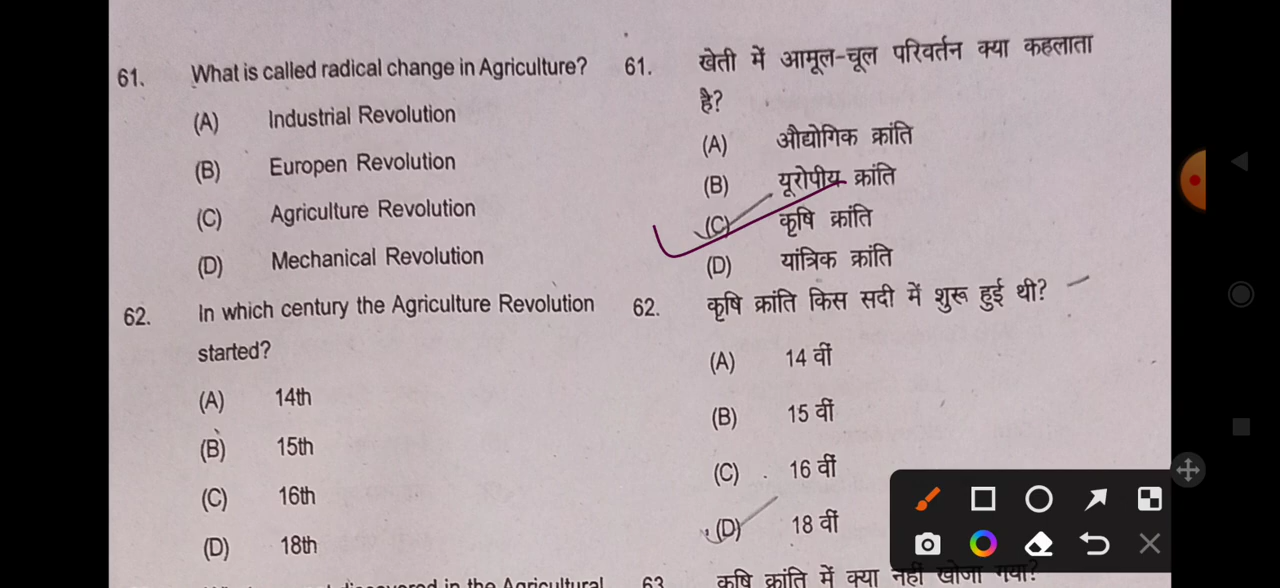 61. What is called radical change in Agriculture?
(A) Industrial Revolution
(B) Europen Revolution
(C) Agriculture Revolution
(D) Mechanical Revolution
62. In which century the Agriculture Revolution
started?
(A) 14th
(B) 15th
(C) 16th
(D) 18th
61. खेती में आमूल-चूल परिवर्तन क्या कहलाता
है?
(A) औद्योगिक क्रांति
(B) यूरोपीय क्रांति
(C) कृषि क्रांति
(D) यांत्रिक क्रांति
62. कृषि क्रांति किस सदी में शुरू हुई थी?
(A) 14 वीं
(B) 15 वीं
(C) 16 वीं
(D) 18 वीं
63. कृषि क्रांति में क्या नहीं खोजा गया?